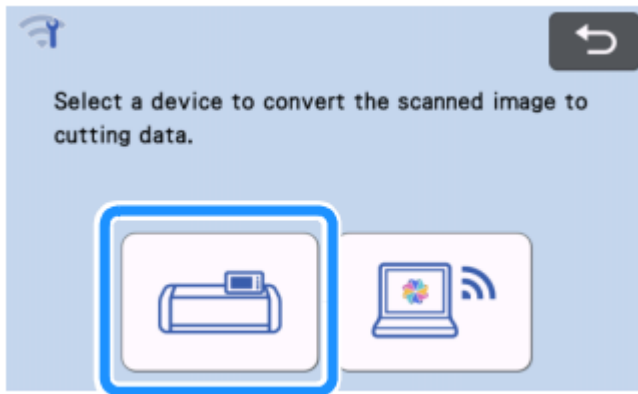 Select a device to convert the scanned image to
cutting data.